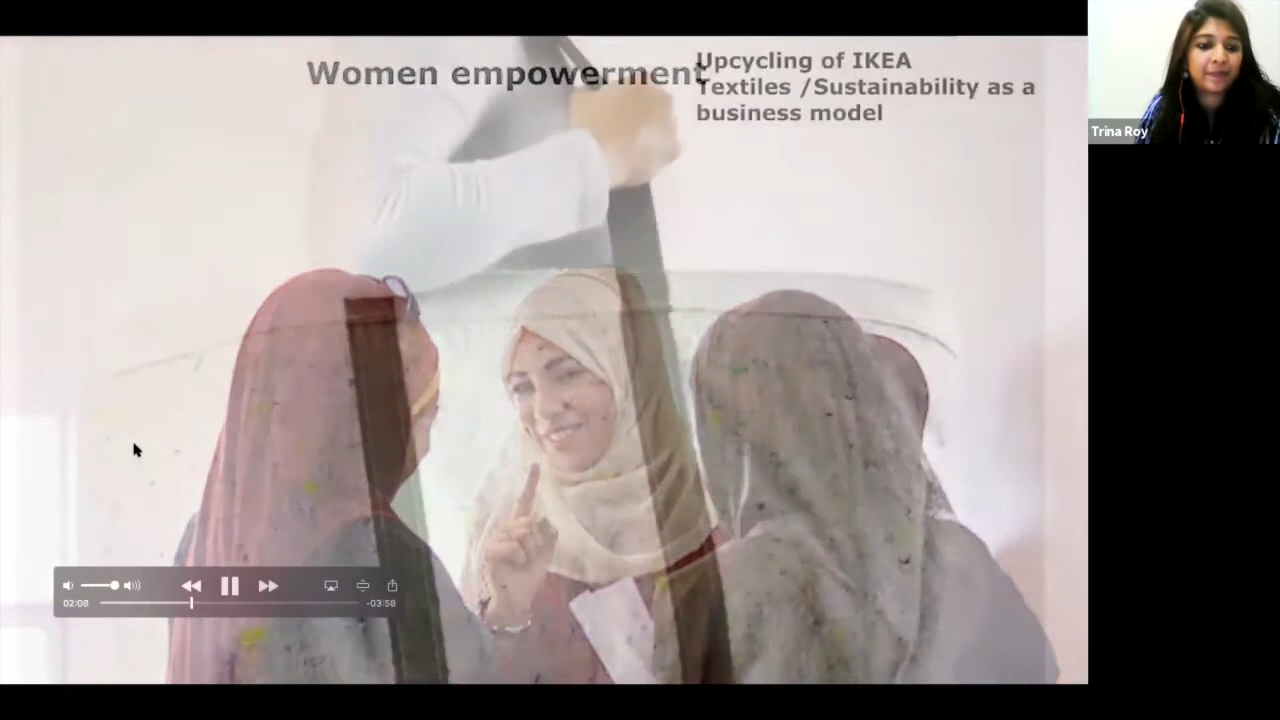 Women empowerment
Upcycling of IKEA
Textiles /Sustainability as a
business model
Trina Roy
02:08
-03:58